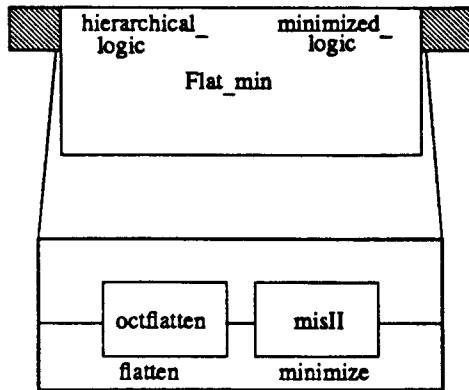 hierarchical_ minimized_
logic logic
Flat_min
octflatten misII
flatten minimize